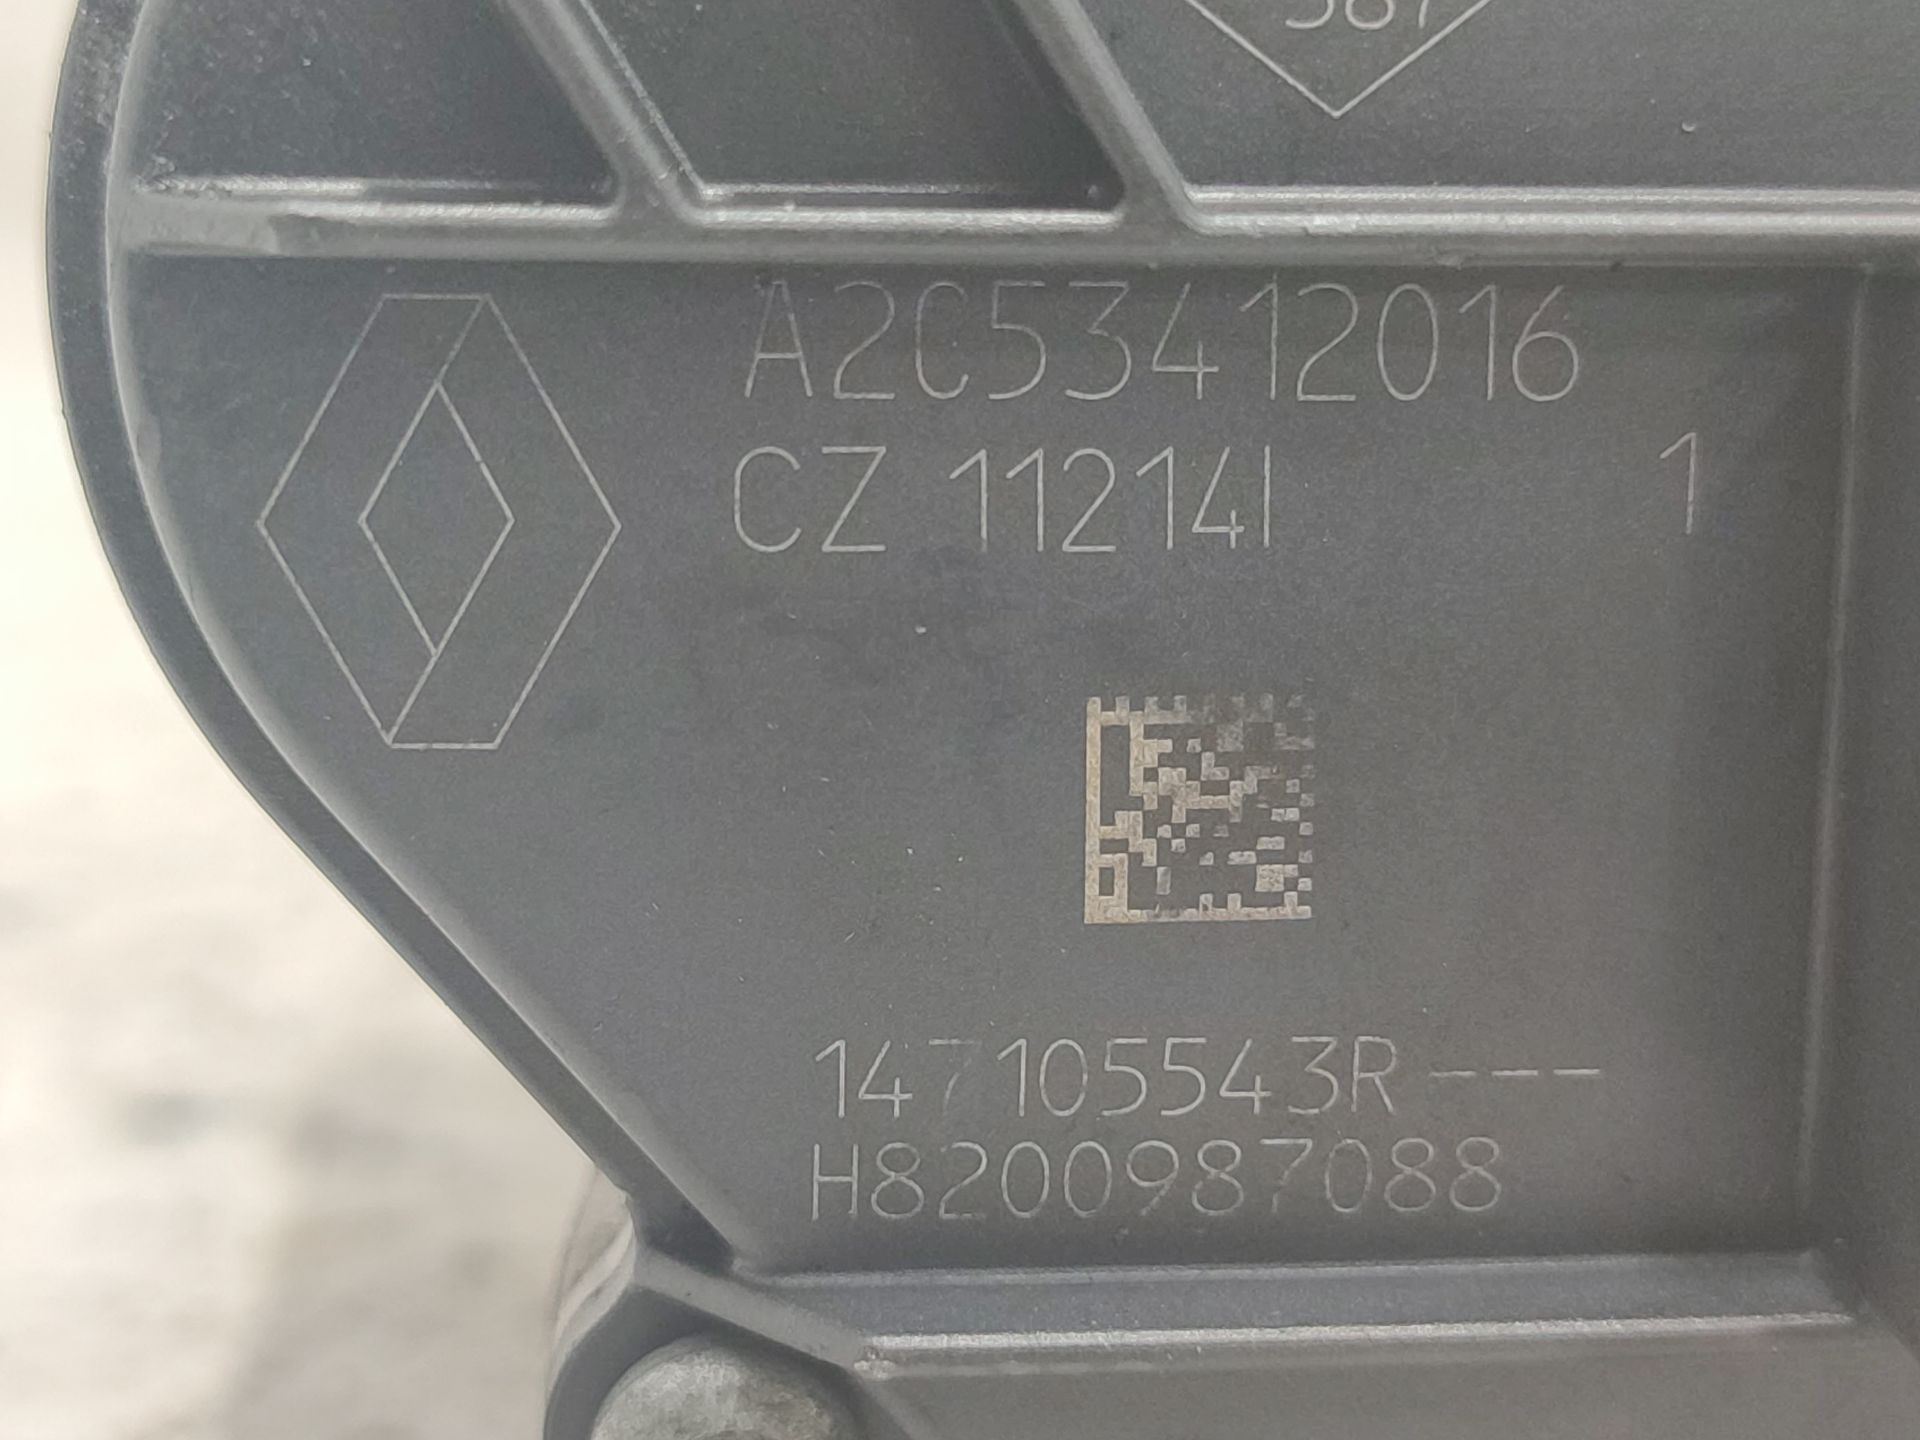 A2C53412016
CZ 11214I 1
147105543R---
H8200987088